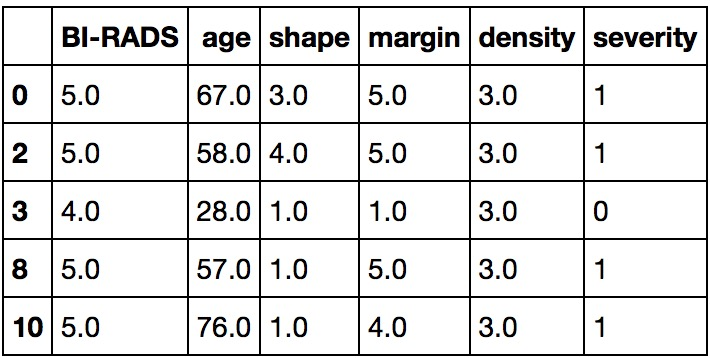 BI-RADS age shape margin density severity
0 5.0 67.0 3.0 5.0 3.0 1
2 5.0 58.0 4.0 5.0 3.0 1
3 4.0 28.0 1.0 1.0 3.0 0
8 5.0 57.0 1.0 5.0 3.0 1
10 5.0 76.0 1.0 4.0 3.0 1